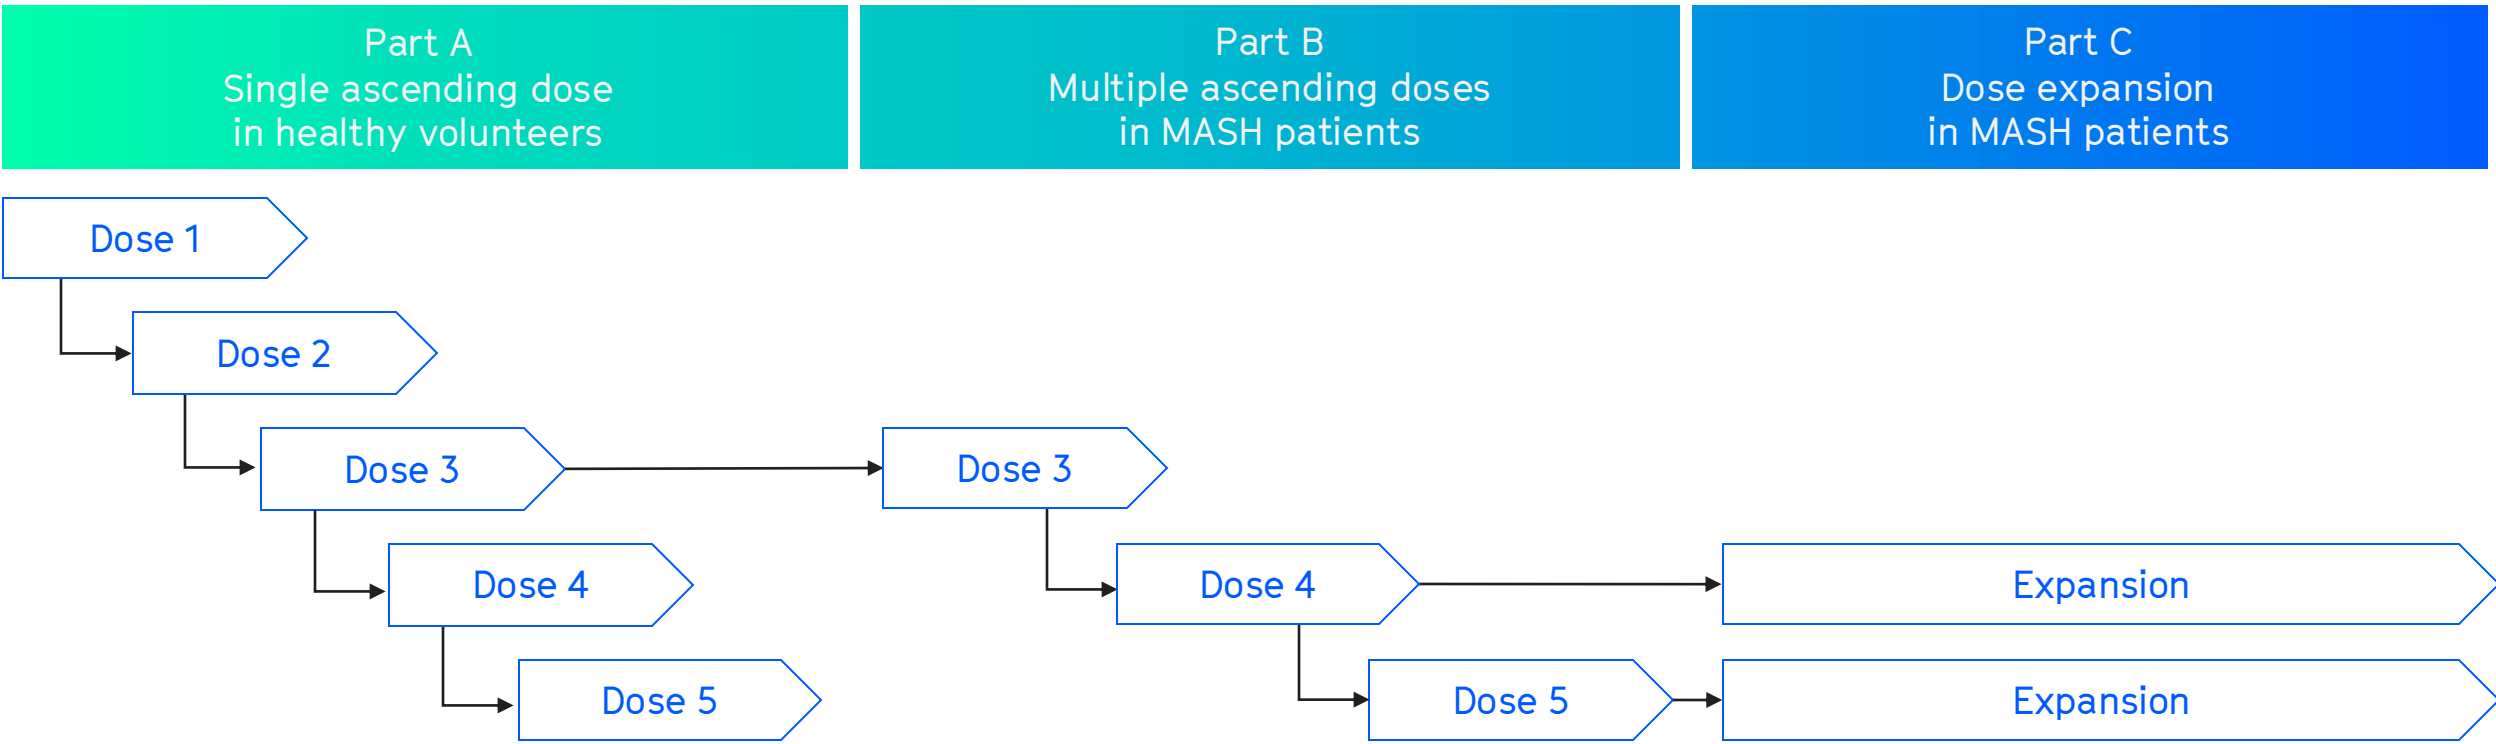 Part A
Single ascending dose
in healthy volunteers
Part B
Multiple ascending doses
in MASH patients
Part C
Dose expansion
in MASH patients
Dose 1
Dose 2
Dose 3
Dose 3
Dose 4
Dose 4
Expansion
Dose 5
Dose 5
Expansion